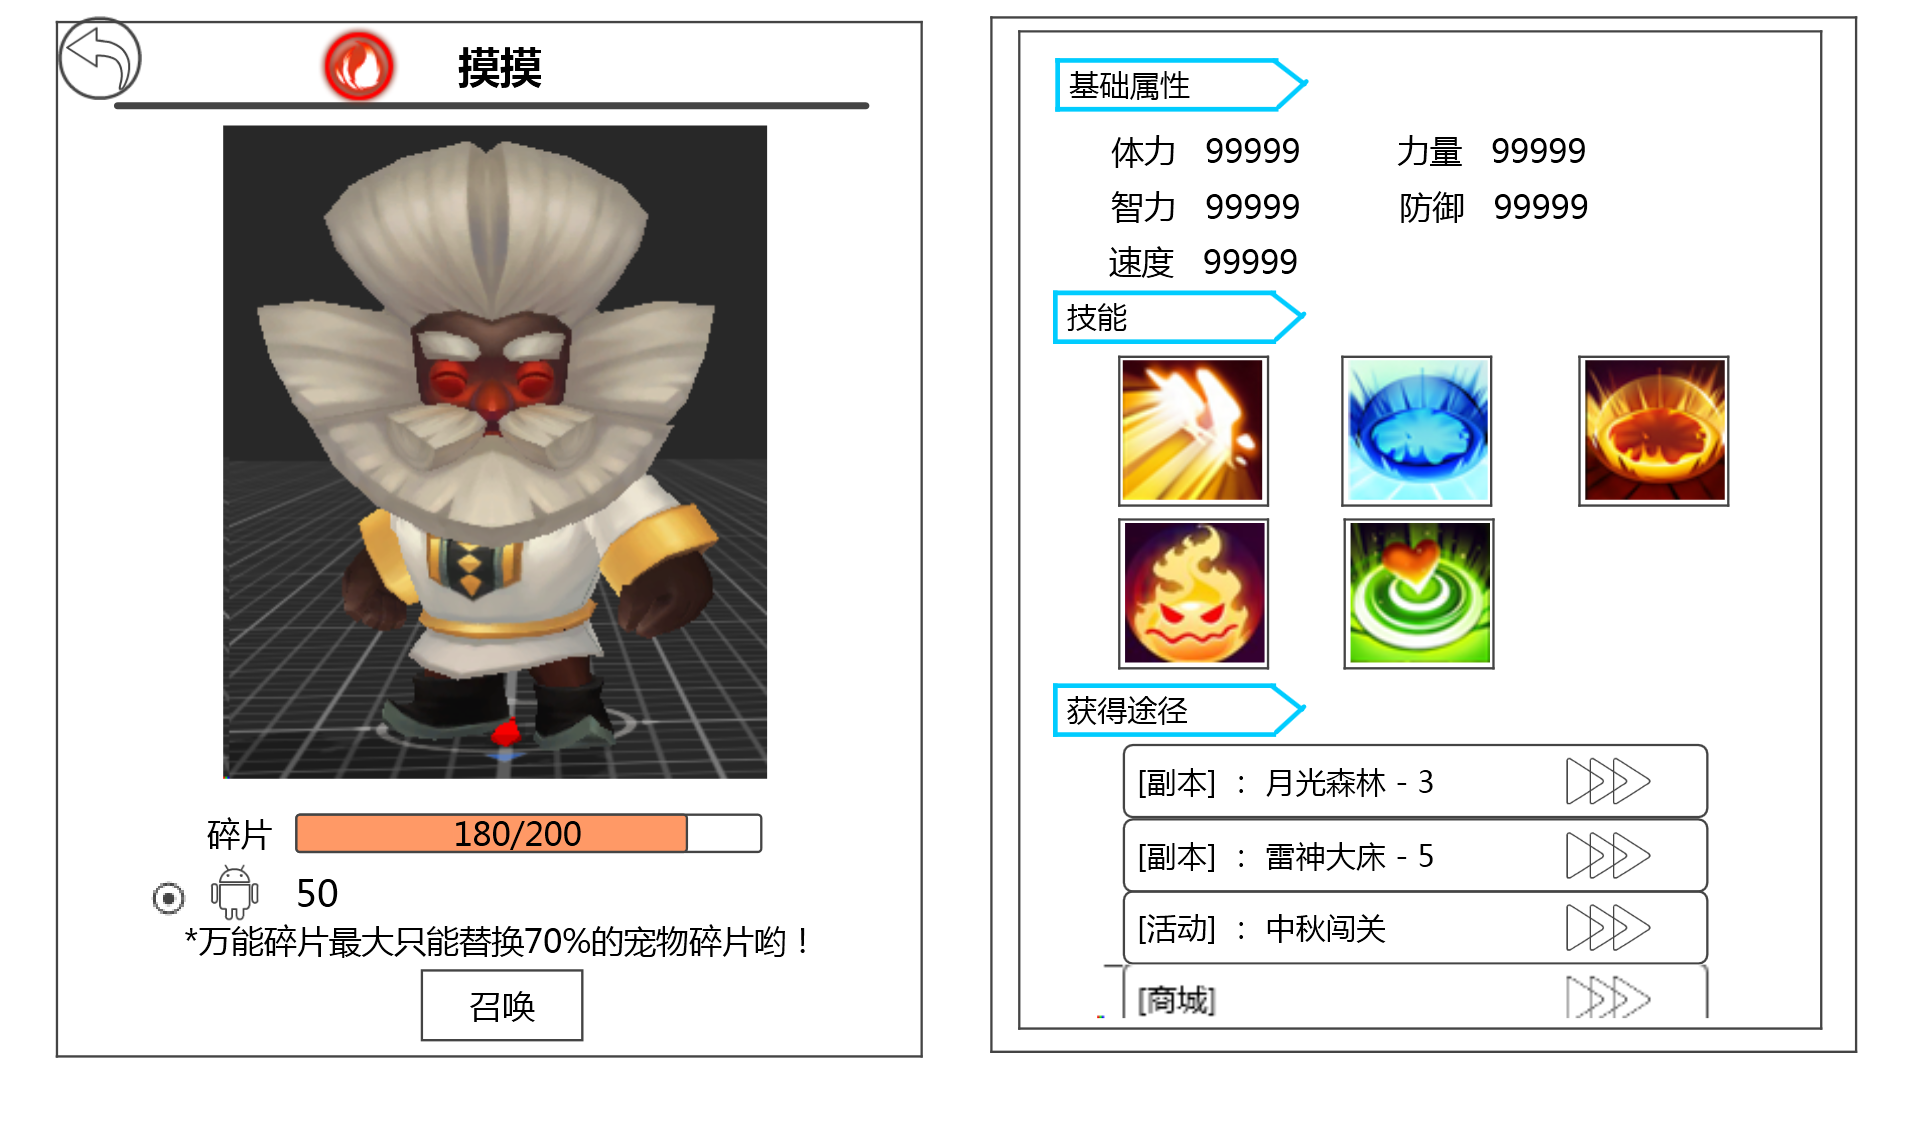 摸摸
碎片 180/200
50
*万能碎片最大只能替换70%的宠物碎片哟！
召唤
基础属性
体力 99999 力量 99999
智力 99999 防御 99999
速度 99999
技能
获得途径
[副本] : 月光森林 - 3
[副本] : 雷神大床 - 5
[活动] : 中秋闯关
[商城]